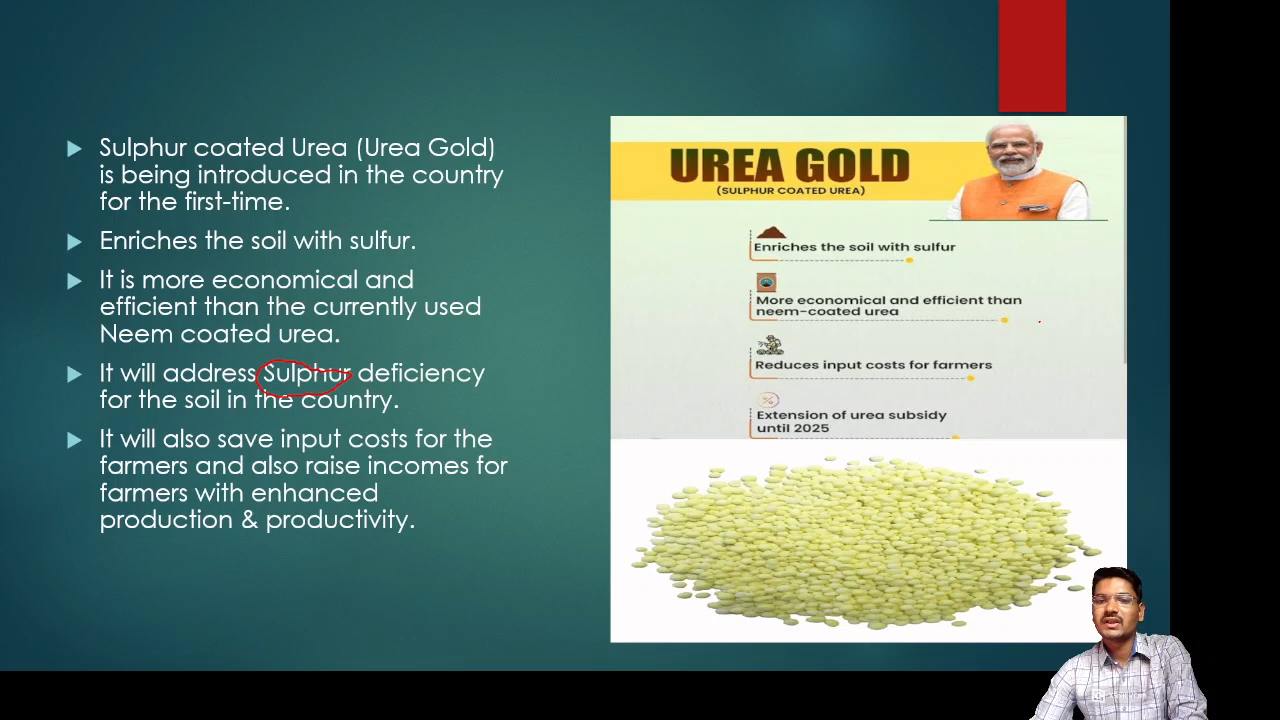 Sulphur coated Urea (Urea Gold)
is being introduced in the country
for the first-time.
Enriches the soil with sulfur.
It is more economical and
efficient than the currently used
Neem coated urea.
It will address Sulphur deficiency
for the soil in the country.
It will also save input costs for the
farmers and also raise incomes for
farmers with enhanced
production & productivity.
UREA GOLD
(SULPHUR COATED UREA)
Enriches the soil with sulfur
More economical and efficient than
neem-coated urea
Reduces input costs for farmers
Extension of urea subsidy
until 2025